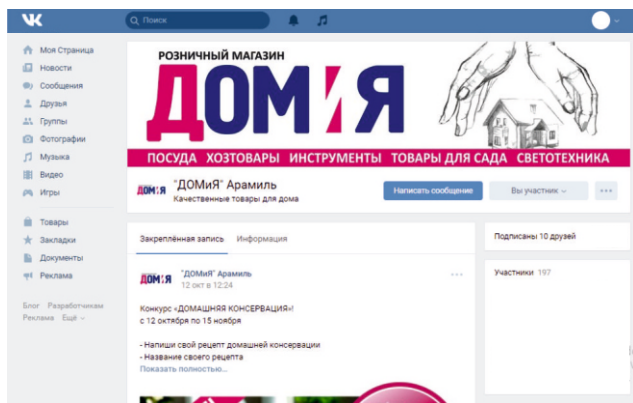 Поиск
Моя Страница
Новости
Сообщения
Друзья
Группы
Фотографии
Музыка
Видео
Игры
Товары
Закладки
Документы
Реклама
Блог Разработчикам
Реклама Ещё
РОЗНИЧНЫЙ МАГАЗИН
ДОМиЯ
ПОСУДА ХОЗТОВАРЫ ИНСТРУМЕНТЫ ТОВАРЫ ДЛЯ САДА СВЕТОТЕХНИКА
ДОМиЯ
"ДОМиЯ" Арамиль
Качественные товары для дома
Написать сообщение
Вы участник
Закреплённая запись Информация
ДОМиЯ
"ДОМиЯ" Арамиль
12 окт в 12:24
Конкурс «ДОМАШНЯЯ КОНСЕРВАЦИЯ»!
с 12 октября по 15 ноября
- Напиши свой рецепт домашней консервации
- Название своего рецепта
Показать полностью...
Подписаны 10 друзей
Участники 197